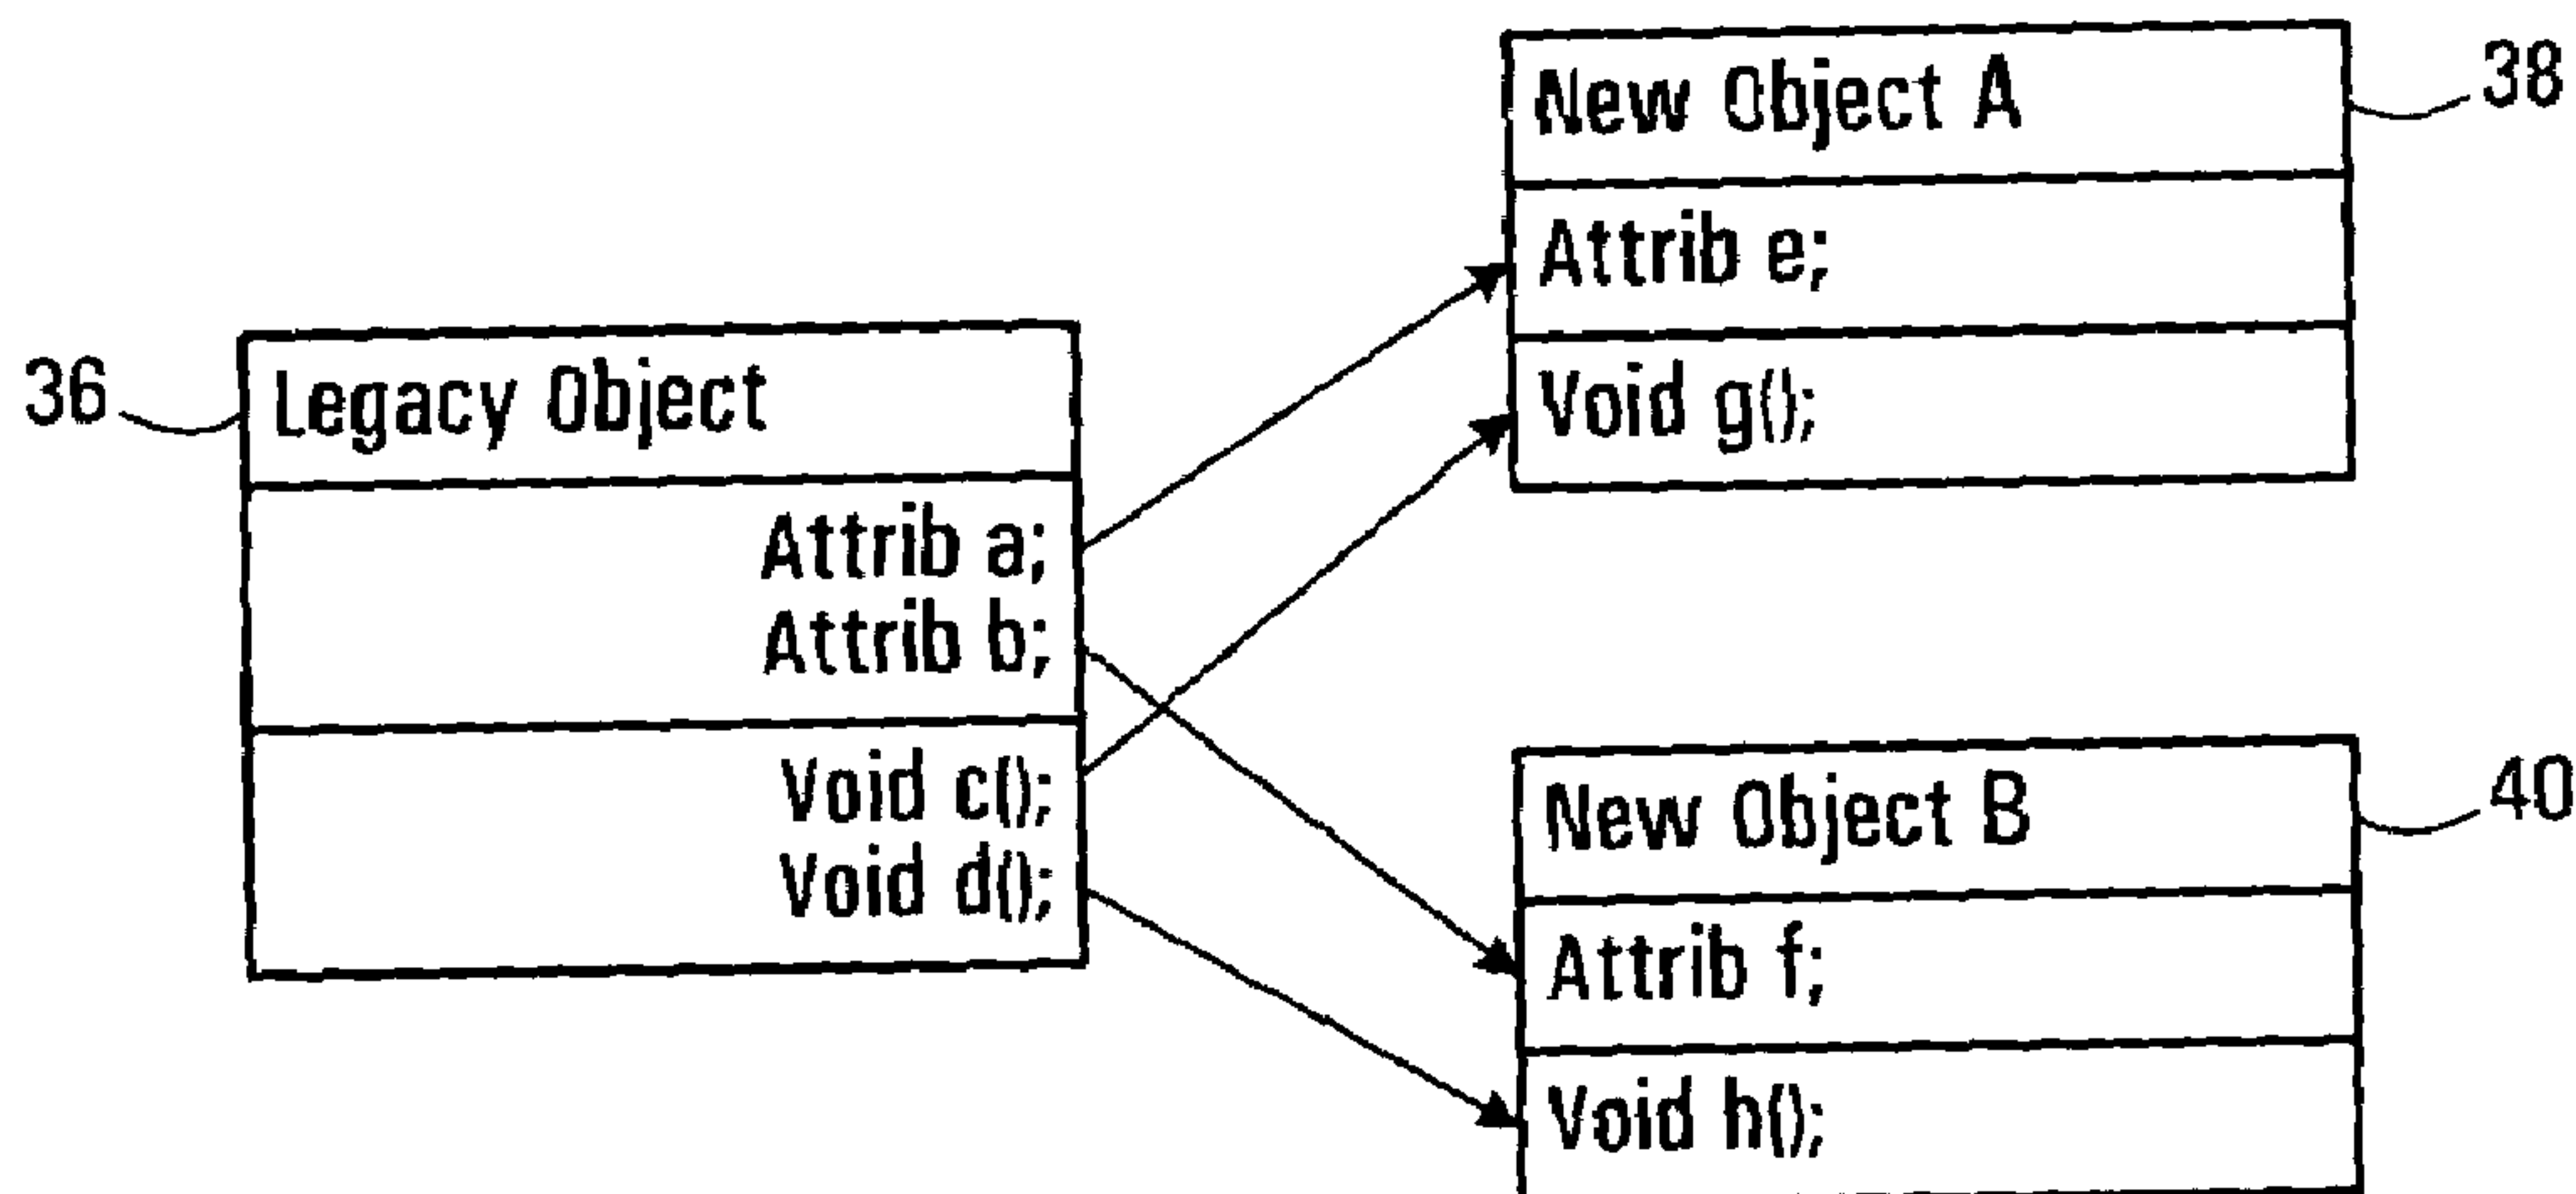 36
Legacy Object
Attrib a;
Attrib b;
Void c();
Void d();
New Object A
38
Attrib e;
Void g();
New Object B
40
Attrib f;
Void h();